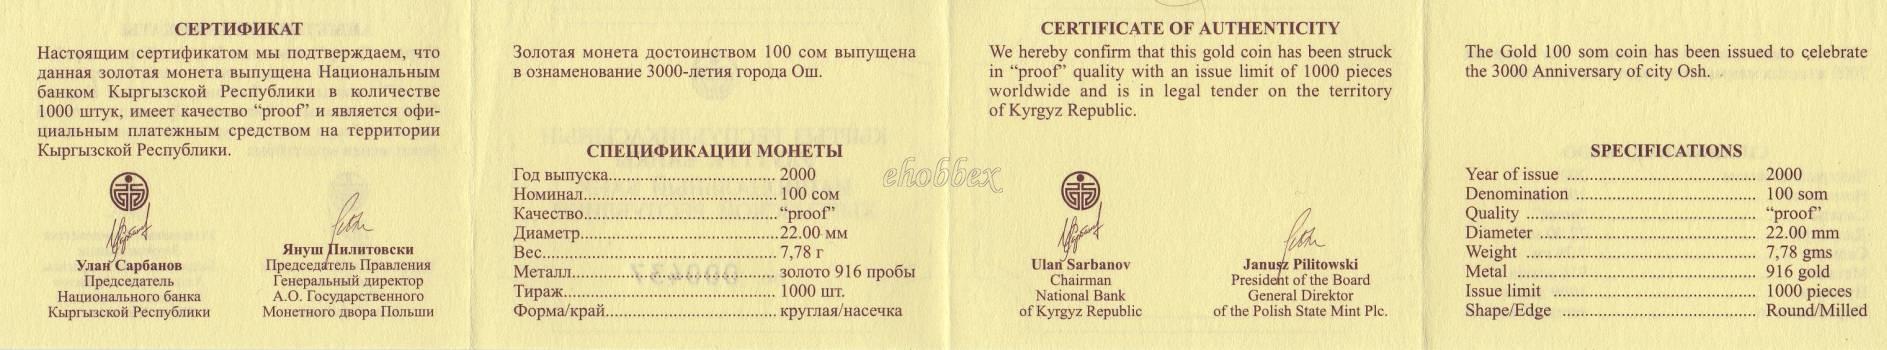 СЕРТИФИКАТ
Настоящим сертификатом мы подтверждаем, что
данная золотая монета выпущена Национальным
банком Кыргызской Республики в количестве
1000 штук, имеет качество “proof” и является офи-
циальным платежным средством на территории
Кыргызской Республики.
Улан Сарбанов
Председатель
Национального банка
Кыргызской Республики
Януш Пилитовски
Председатель Правления
Генеральный директор
А.О. Государственного
Монетного двора Польши
Золотая монета достоинством 100 сом выпущена
в ознаменование 3000-летия города Ош.
СПЕЦИФИКАЦИИ МОНЕТЫ
Год выпуска.................................... 2000
Номинал.......................................... 100 сом
Качество.......................................... “proof”
Диаметр........................................... 22.00 мм
Вес................................................... 7,78 г
Металл............................................. золото 916 пробы
Тираж............................................... 1000 шт.
Форма/край..................................... круглая/насечка
000437
ehobbex
CERTIFICATE OF AUTHENTICITY
We hereby confirm that this gold coin has been struck
in “proof” quality with an issue limit of 1000 pieces
worldwide and is in legal tender on the territory
of Kyrgyz Republic.
Ulan Sarbanov
Chairman
National Bank
of Kyrgyz Republic
Janusz Pilitowski
President of the Board
General Direktor
of the Polish State Mint Plc.
The Gold 100 som coin has been issued to celebrate
the 3000 Anniversary of city Osh.
SPECIFICATIONS
Year of issue ........................................ 2000
Denomination ..................................... 100 som
Quality ................................................ “proof”
Diameter .............................................. 22.00 mm
Weight ................................................. 7,78 gms
Metal ................................................... 916 gold
Issue limit ............................................ 1000 pieces
Shape/Edge ......................................... Round/Milled